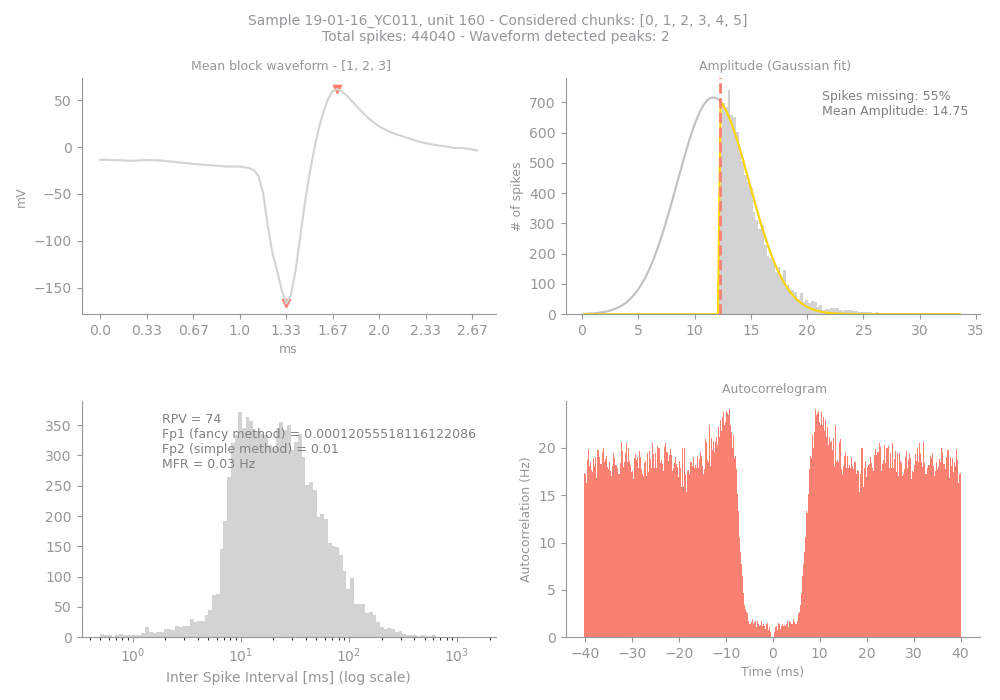 Sample 19-01-16_YC011, unit 160 - Considered chunks: [0, 1, 2, 3, 4, 5]
Total spikes: 44040 - Waveform detected peaks: 2
Mean block waveform - [1, 2, 3]
50
0
−50
−100
−150
mV
0.0 0.33 0.67 1.0 1.33 1.67 2.0 2.33 2.67
ms
Amplitude (Gaussian fit)
Spikes missing: 55%
Mean Amplitude: 14.75
700
600
500
400
300
200
100
0
# of spikes
0 5 10 15 20 25 30 35
RPV = 74
Fp1 (fancy method) = 0.00012055518116122086
Fp2 (simple method) = 0.01
MFR = 0.03 Hz
350
300
250
200
150
100
50
0
10⁰ 10¹ 10² 10³
Inter Spike Interval [ms] (log scale)
Autocorrelogram
20
15
10
5
0
Autocorrelation (Hz)
−40 −30 −20 −10 0 10 20 30 40
Time (ms)